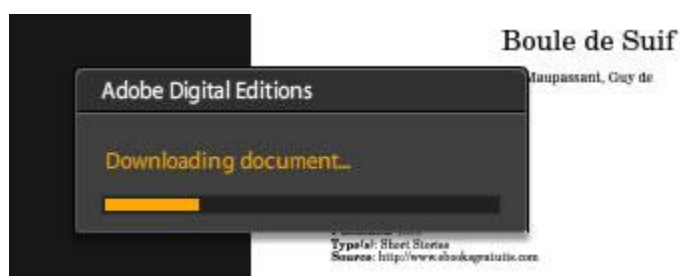 Boule de Suif
Maupassant, Guy de
Adobe Digital Editions
Downloading document...
Type(s): Short Stories
Source: http://www.ebooksgratuits.com